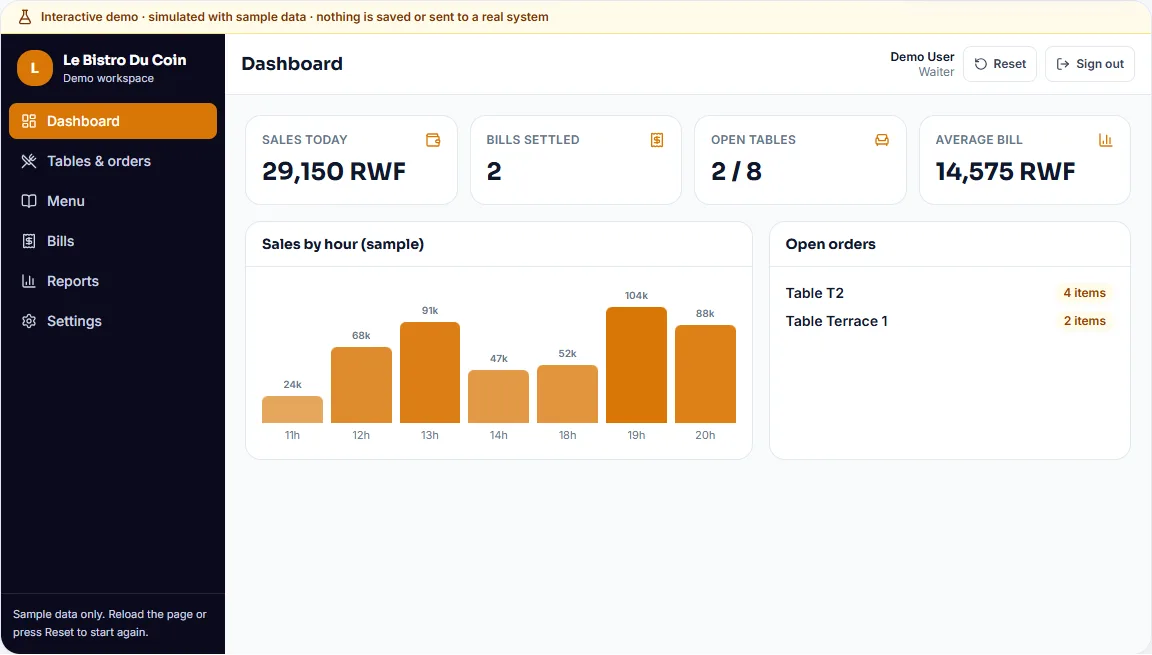 Interactive demo · simulated with sample data · nothing is saved or sent to a real system
L
Le Bistro Du Coin
Demo workspace
Dashboard
Tables & orders
Menu
Bills
Reports
Settings
Sample data only. Reload the page or
press Reset to start again.
Dashboard
Demo User
Waiter
Reset
Sign out
SALES TODAY
29,150 RWF
BILLS SETTLED
2
OPEN TABLES
2 / 8
AVERAGE BILL
14,575 RWF
Sales by hour (sample)
24k
68k
91k
47k
52k
104k
88k
11h
12h
13h
14h
18h
19h
20h
Open orders
Table T2
4 items
Table Terrace 1
2 items